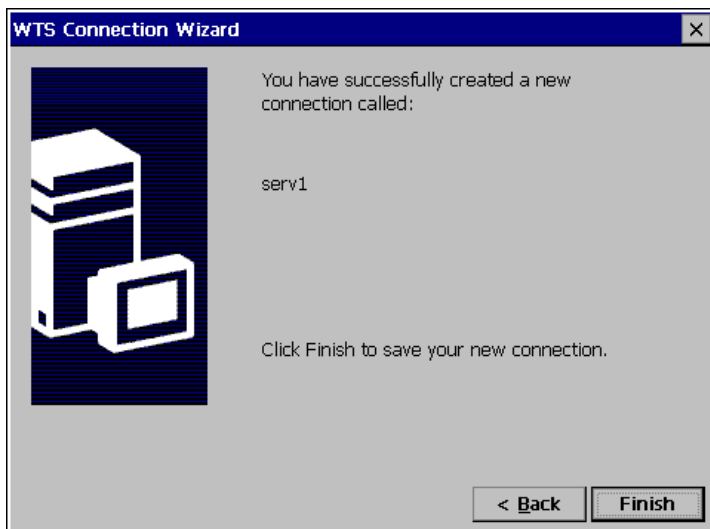 WTS Connection Wizard
You have successfully created a new
connection called:
serv1
Click Finish to save your new connection.
< Back
Finish